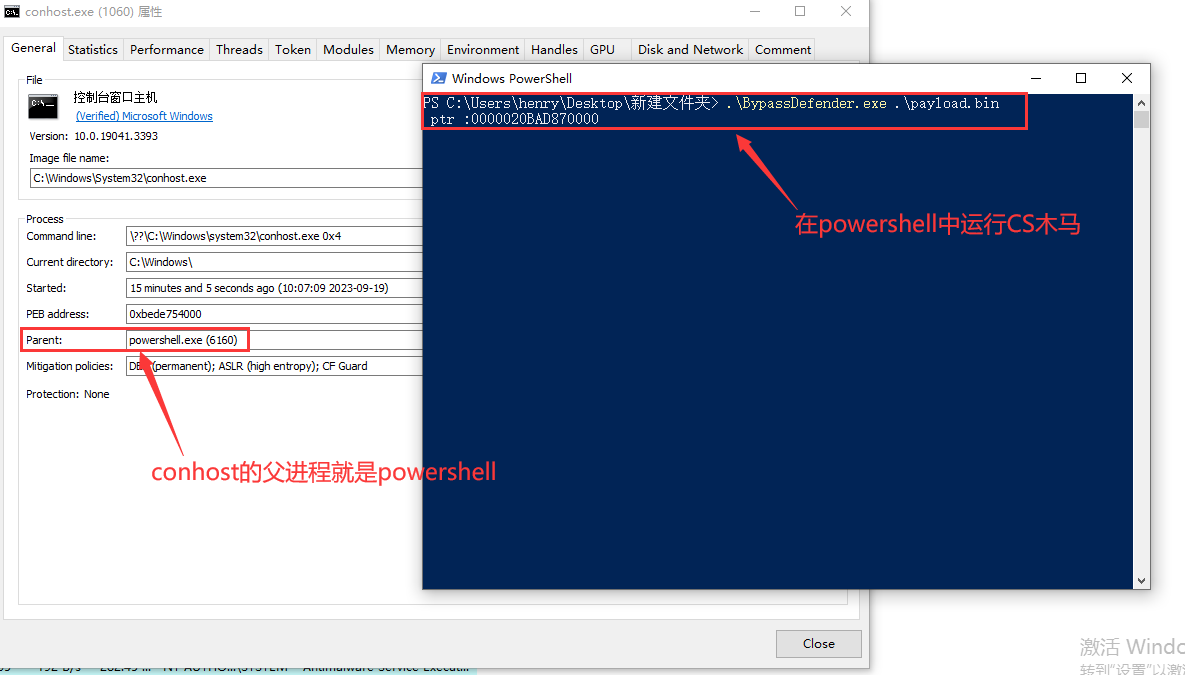 conhost.exe (1060) 属性
General Statistics Performance Threads Token Modules Memory Environment Handles GPU Disk and Network Comment
File
控制台窗口主机
(Verified) Microsoft Windows
Version: 10.0.19041.3393
Image file name:
C:\Windows\System32\conhost.exe
Process
Command line: \??\C:\Windows\system32\conhost.exe 0x4
Current directory: C:\Windows\
Started: 15 minutes and 5 seconds ago (10:07:09 2023-09-19)
PEB address: 0xbede754000
Parent: powershell.exe (6160)
Mitigation policies: (permanent); ASLR (high entropy); CF Guard
Protection: None
conhost的父进程就是powershell
Close
Windows PowerShell
PS C:\Users\henry\Desktop\新建文件夹> .\BypassDefender.exe .\payload.bin
ptr :0000020BAD870000
在powershell中运行CS木马
激活 Windo
转到"设置"以激